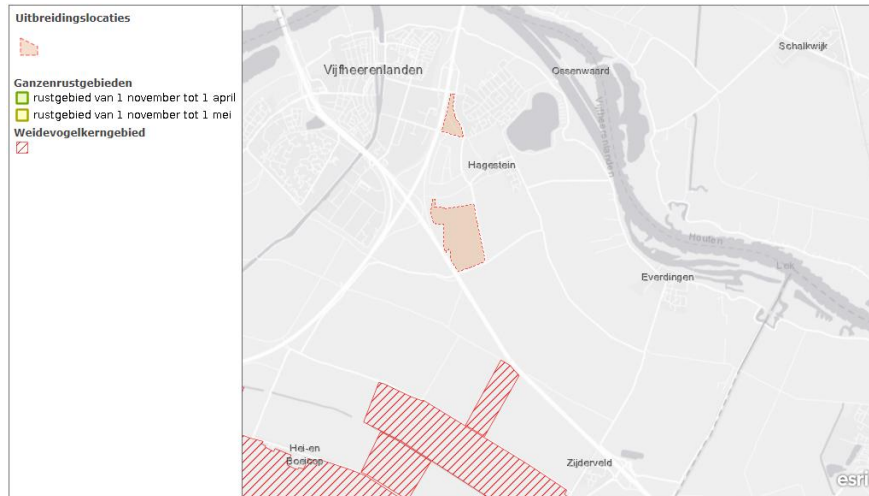 Uitbreidingslocaties
Ganzenrustgebieden
rustgebied van 1 november tot 1 april
rustgebied van 1 november tot 1 mei
Weidevogelkerngebied
Schalkwijk
Vijfheerenlanden
Ossenwaard
Vijfheerenlanden
Hagestein
Houten
Lek
Everdingen
Hei-en
Boeicop
Zijderveld
esri